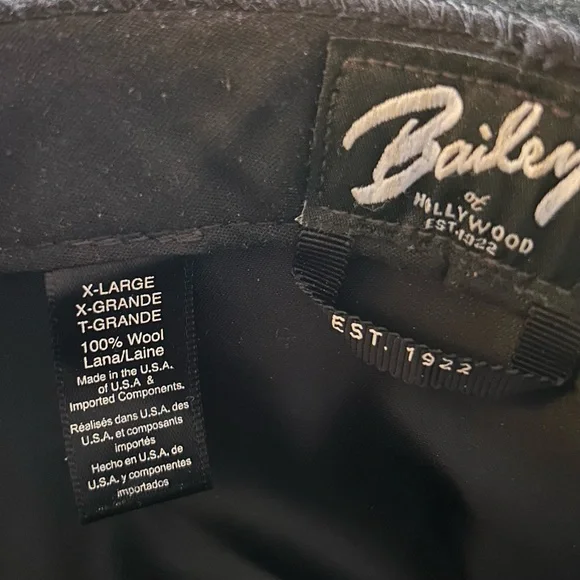 Bailey
of
HOLLYWOOD
EST.1922
EST. 1922
X-LARGE
X-GRANDE
T-GRANDE
100% Wool
Lana/Laine
Made in the U.S.A.
of U.S.A &
Imported Components.
Réalisés dans U.S.A. des
U.S.A. et composants
importés
Hecho en U.S.A. de
U.S.A. y componentes
importados